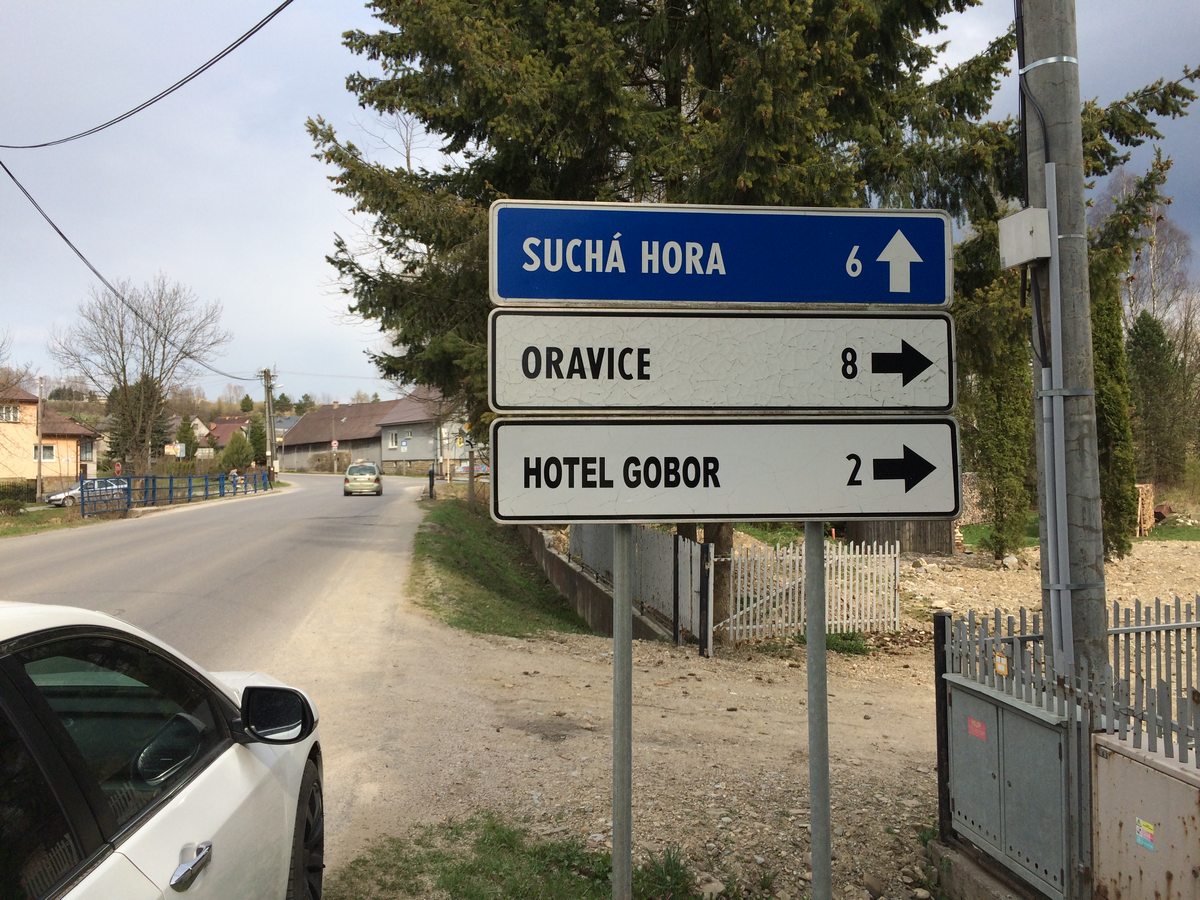 SUCHÁ HORA 6
ORAVICE 8
HOTEL GOBOR 2